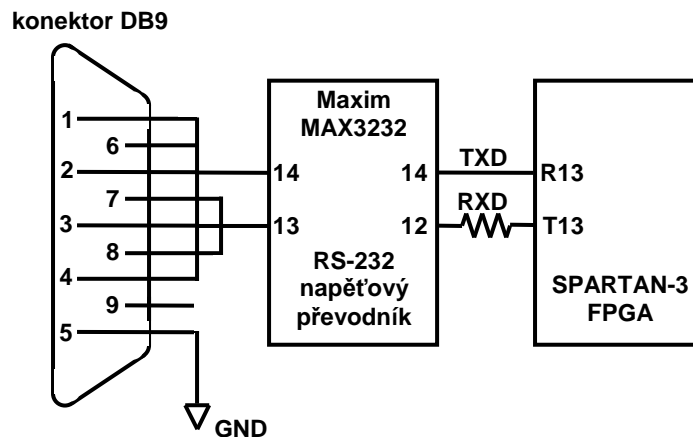 konektor DB9
1
6
2
7
3
8
4
9
5
GND
Maxim
MAX3232
14
13
14
12
RS-232
napěťový
převodník
TXD
RXD
R13
T13
SPARTAN-3
FPGA